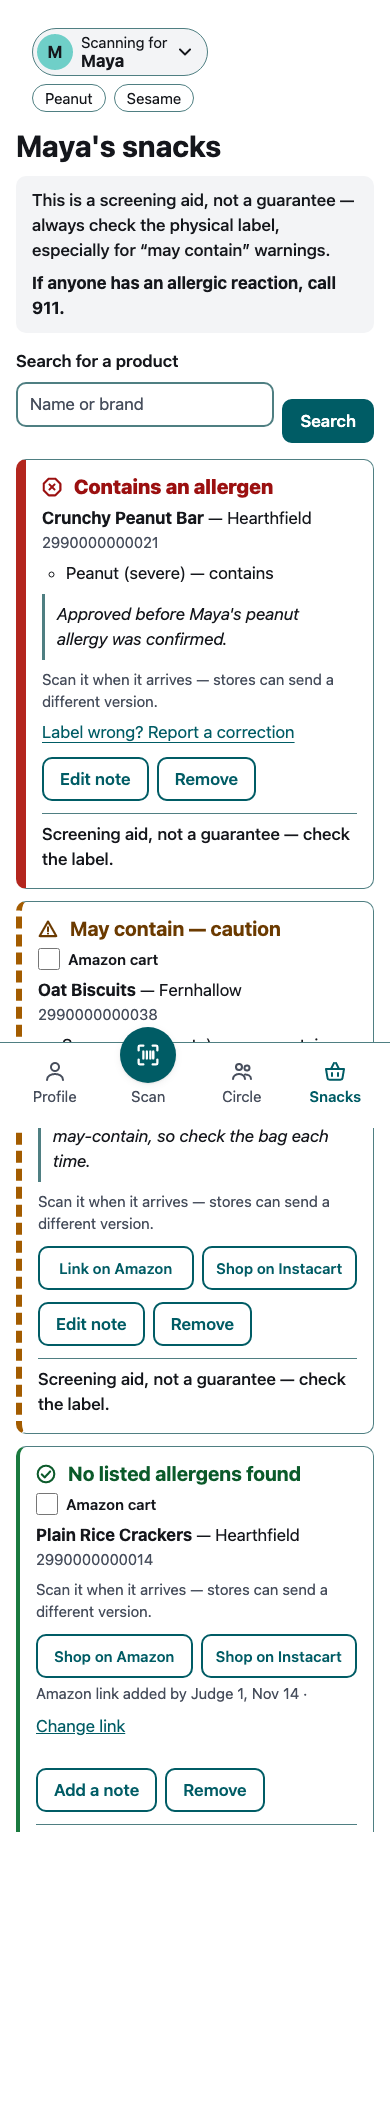 M
Scanning for
Maya
Peanut
Sesame
Maya's snacks
This is a screening aid, not a guarantee —
always check the physical label,
especially for “may contain” warnings.
If anyone has an allergic reaction, call
911.
Search for a product
Name or brand
Search
Contains an allergen
Crunchy Peanut Bar — Hearthfield
2990000000021
Peanut (severe) — contains
Approved before Maya's peanut
allergy was confirmed.
Scan it when it arrives — stores can send a
different version.
Label wrong? Report a correction
Edit note
Remove
Screening aid, not a guarantee — check
the label.
May contain — caution
Amazon cart
Oat Biscuits — Fernhallow
2990000000038
Profile
Scan
Circle
Snacks
may-contain, so check the bag each
time.
Scan it when it arrives — stores can send a
different version.
Link on Amazon
Shop on Instacart
Edit note
Remove
Screening aid, not a guarantee — check
the label.
No listed allergens found
Amazon cart
Plain Rice Crackers — Hearthfield
2990000000014
Scan it when it arrives — stores can send a
different version.
Shop on Amazon
Shop on Instacart
Amazon link added by Judge 1, Nov 14 ·
Change link
Add a note
Remove